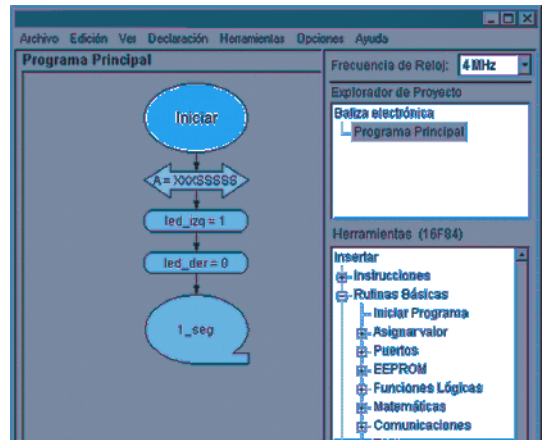 Archivo Edición Ver Declaración Herramientas Opciones Ayuda
Programa Principal
Iniciar
A = XXXSSSSS
led_izq = 1
led_der = 0
1_seg
Frecuencia de Reloj: 4 MHz
Explorador de Proyecto
Baliza electrónica
Programa Principal
Herramientas (16F84)
Insertar
Instrucciones
Rutinas Básicas
Iniciar Programa
Asignar valor
Puertos
EEPROM
Funciones Lógicas
Matemáticas
Comunicaciones